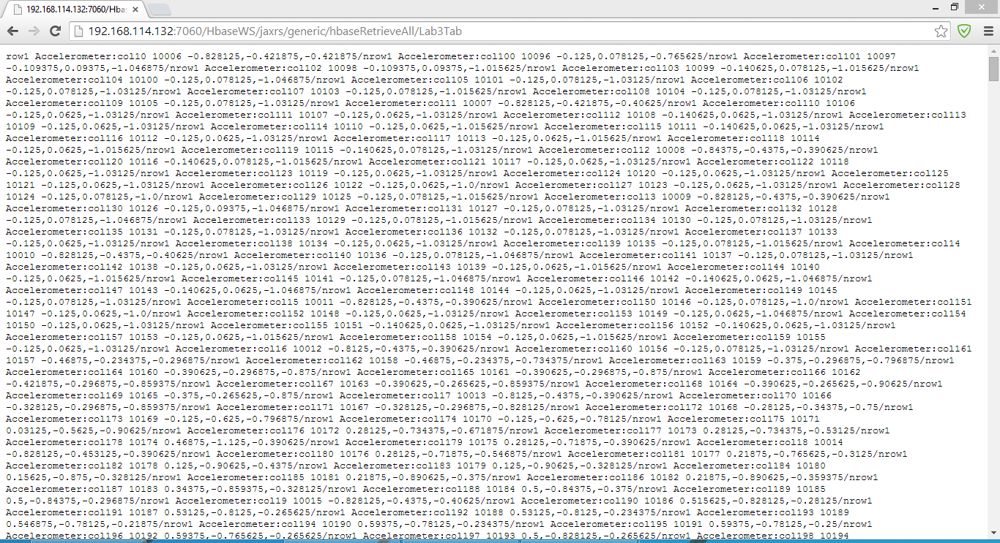 192.168.114.132:7060/Hba
192.168.114.132:7060/HbaseWS/jaxrs/generic/hbaseRetrieveAll/Lab3Tab
row1 Accelerometer:col10 10006 -0.828125,-0.421875,-0.421875/nrow1 Accelerometer:col100 10096 -0.125,0.078125,-0.765625/nrow1 Accelerometer:col101 10097
-0.109375,0.09375,-1.046875/nrow1 Accelerometer:col102 10098 -0.109375,0.09375,-1.015625/nrow1 Accelerometer:col103 10099 -0.140625,0.078125,-1.015625/nrow1
Accelerometer:col104 10100 -0.125,0.078125,-1.046875/nrow1 Accelerometer:col105 10101 -0.125,0.078125,-1.03125/nrow1 Accelerometer:col106 10102
-0.125,0.078125,-1.03125/nrow1 Accelerometer:col107 10103 -0.125,0.078125,-1.015625/nrow1 Accelerometer:col108 10104 -0.125,0.078125,-1.03125/nrow1
Accelerometer:col109 10105 -0.125,0.078125,-1.03125/nrow1 Accelerometer:col11 10007 -0.828125,-0.421875,-0.40625/nrow1 Accelerometer:col110 10106
-0.125,0.0625,-1.03125/nrow1 Accelerometer:col111 10107 -0.125,0.0625,-1.03125/nrow1 Accelerometer:col112 10108 -0.140625,0.0625,-1.03125/nrow1 Accelerometer:col113
10109 -0.125,0.0625,-1.03125/nrow1 Accelerometer:col114 10110 -0.125,0.0625,-1.015625/nrow1 Accelerometer:col115 10111 -0.140625,0.0625,-1.03125/nrow1
Accelerometer:col116 10112 -0.125,0.0625,-1.03125/nrow1 Accelerometer:col117 10113 -0.125,0.0625,-1.015625/nrow1 Accelerometer:col118 10114
-0.125,0.0625,-1.015625/nrow1 Accelerometer:col119 10115 -0.140625,0.078125,-1.03125/nrow1 Accelerometer:col12 10008 -0.84375,-0.4375,-0.390625/nrow1
Accelerometer:col120 10116 -0.140625,0.078125,-1.015625/nrow1 Accelerometer:col121 10117 -0.125,0.0625,-1.03125/nrow1 Accelerometer:col122 10118
-0.125,0.0625,-1.03125/nrow1 Accelerometer:col123 10119 -0.125,0.0625,-1.03125/nrow1 Accelerometer:col124 10120 -0.125,0.0625,-1.03125/nrow1 Accelerometer:col125
10121 -0.125,0.0625,-1.03125/nrow1 Accelerometer:col126 10122 -0.125,0.0625,-1.0/nrow1 Accelerometer:col127 10123 -0.125,0.0625,-1.03125/nrow1 Accelerometer:col128
10124 -0.125,0.078125,-1.0/nrow1 Accelerometer:col129 10125 -0.125,0.078125,-1.015625/nrow1 Accelerometer:col13 10009 -0.828125,-0.4375,-0.390625/nrow1
Accelerometer:col130 10126 -0.125,0.09375,-1.046875/nrow1 Accelerometer:col131 10127 -0.125,0.078125,-1.03125/nrow1 Accelerometer:col132 10128
-0.125,0.078125,-1.046875/nrow1 Accelerometer:col133 10129 -0.125,0.078125,-1.015625/nrow1 Accelerometer:col134 10130 -0.125,0.078125,-1.03125/nrow1
Accelerometer:col135 10131 -0.125,0.078125,-1.03125/nrow1 Accelerometer:col136 10132 -0.125,0.078125,-1.03125/nrow1 Accelerometer:col137 10133
-0.125,0.0625,-1.03125/nrow1 Accelerometer:col138 10134 -0.125,0.0625,-1.03125/nrow1 Accelerometer:col139 10135 -0.125,0.078125,-1.015625/nrow1 Accelerometer:col14
10010 -0.828125,-0.4375,-0.40625/nrow1 Accelerometer:col140 10136 -0.125,0.078125,-1.046875/nrow1 Accelerometer:col141 10137 -0.125,0.078125,-1.03125/nrow1
Accelerometer:col142 10138 -0.125,0.078125,-1.03125/nrow1 Accelerometer:col143 10139 -0.125,0.0625,-1.015625/nrow1 Accelerometer:col144 10140
-0.125,0.0625,-1.015625/nrow1 Accelerometer:col145 10141 -0.125,0.078125,-1.046875/nrow1 Accelerometer:col146 10142 -0.140625,0.0625,-1.046875/nrow1
Accelerometer:col147 10143 -0.140625,0.0625,-1.046875/nrow1 Accelerometer:col148 10144 -0.125,0.0625,-1.03125/nrow1 Accelerometer:col149 10145
-0.125,0.078125,-1.03125/nrow1 Accelerometer:col15 10011 -0.828125,-0.4375,-0.390625/nrow1 Accelerometer:col150 10146 -0.125,0.078125,-1.0/nrow1 Accelerometer:col151
10147 -0.125,0.0625,-1.0/nrow1 Accelerometer:col152 10148 -0.125,0.0625,-1.03125/nrow1 Accelerometer:col153 10149 -0.125,0.0625,-1.046875/nrow1 Accelerometer:col154
10150 -0.125,0.0625,-1.03125/nrow1 Accelerometer:col155 10151 -0.140625,0.0625,-1.03125/nrow1 Accelerometer:col156 10152 -0.140625,0.0625,-1.03125/nrow1
Accelerometer:col157 10153 -0.125,0.0625,-1.015625/nrow1 Accelerometer:col158 10154 -0.125,0.0625,-1.015625/nrow1 Accelerometer:col159 10155
-0.125,0.0625,-1.03125/nrow1 Accelerometer:col16 10012 -0.8125,-0.4375,-0.390625/nrow1 Accelerometer:col160 10156 -0.125,0.078125,-1.03125/nrow1 Accelerometer:col161
10157 -0.46875,-0.234375,-0.296875/nrow1 Accelerometer:col162 10158 -0.46875,-0.234375,-0.734375/nrow1 Accelerometer:col163 10159 -0.375,-0.296875,-0.796875/nrow1
Accelerometer:col164 10160 -0.390625,-0.296875,-0.875/nrow1 Accelerometer:col165 10161 -0.390625,-0.296875,-0.875/nrow1 Accelerometer:col166 10162
-0.421875,-0.296875,-0.859375/nrow1 Accelerometer:col167 10163 -0.390625,-0.265625,-0.859375/nrow1 Accelerometer:col168 10164 -0.390625,-0.265625,-0.90625/nrow1
Accelerometer:col169 10165 -0.375,-0.265625,-0.875/nrow1 Accelerometer:col17 10013 -0.8125,-0.4375,-0.390625/nrow1 Accelerometer:col170 10166
-0.328125,-0.296875,-0.859375/nrow1 Accelerometer:col171 10167 -0.328125,-0.296875,-0.828125/nrow1 Accelerometer:col172 10168 -0.28125,-0.34375,-0.75/nrow1
Accelerometer:col173 10169 -0.125,-0.625,-0.796875/nrow1 Accelerometer:col174 10170 -0.125,-0.625,-0.78125/nrow1 Accelerometer:col175 10171
0.03125,-0.5625,-0.90625/nrow1 Accelerometer:col176 10172 0.28125,-0.734375,-0.671875/nrow1 Accelerometer:col177 10173 0.28125,-0.734375,-0.53125/nrow1
Accelerometer:col178 10174 0.46875,-1.125,-0.390625/nrow1 Accelerometer:col179 10175 0.28125,-0.71875,-0.390625/nrow1 Accelerometer:col18 10014
-0.828125,-0.453125,-0.390625/nrow1 Accelerometer:col180 10176 0.28125,-0.71875,-0.546875/nrow1 Accelerometer:col181 10177 0.21875,-0.765625,-0.3125/nrow1
Accelerometer:col182 10178 0.125,-0.90625,-0.4375/nrow1 Accelerometer:col183 10179 0.125,-0.90625,-0.328125/nrow1 Accelerometer:col184 10180
0.15625,-0.875,-0.328125/nrow1 Accelerometer:col185 10181 0.21875,-0.890625,-0.375/nrow1 Accelerometer:col186 10182 0.21875,-0.890625,-0.359375/nrow1
Accelerometer:col187 10183 0.34375,-0.859375,-0.328125/nrow1 Accelerometer:col188 10184 0.5,-0.84375,-0.375/nrow1 Accelerometer:col189 10185
0.5,-0.84375,-0.296875/nrow1 Accelerometer:col19 10015 -0.828125,-0.4375,-0.40625/nrow1 Accelerometer:col190 10186 0.515625,-0.828125,-0.28125/nrow1
Accelerometer:col191 10187 0.53125,-0.8125,-0.265625/nrow1 Accelerometer:col192 10188 0.53125,-0.8125,-0.234375/nrow1 Accelerometer:col193 10189
0.546875,-0.78125,-0.21875/nrow1 Accelerometer:col194 10190 0.59375,-0.78125,-0.234375/nrow1 Accelerometer:col195 10191 0.59375,-0.78125,-0.25/nrow1
Accelerometer:col196 10192 0.59375,-0.765625,-0.265625/nrow1 Accelerometer:col197 10193 0.5,-0.828125,-0.265625/nrow1 Accelerometer:col198 10194